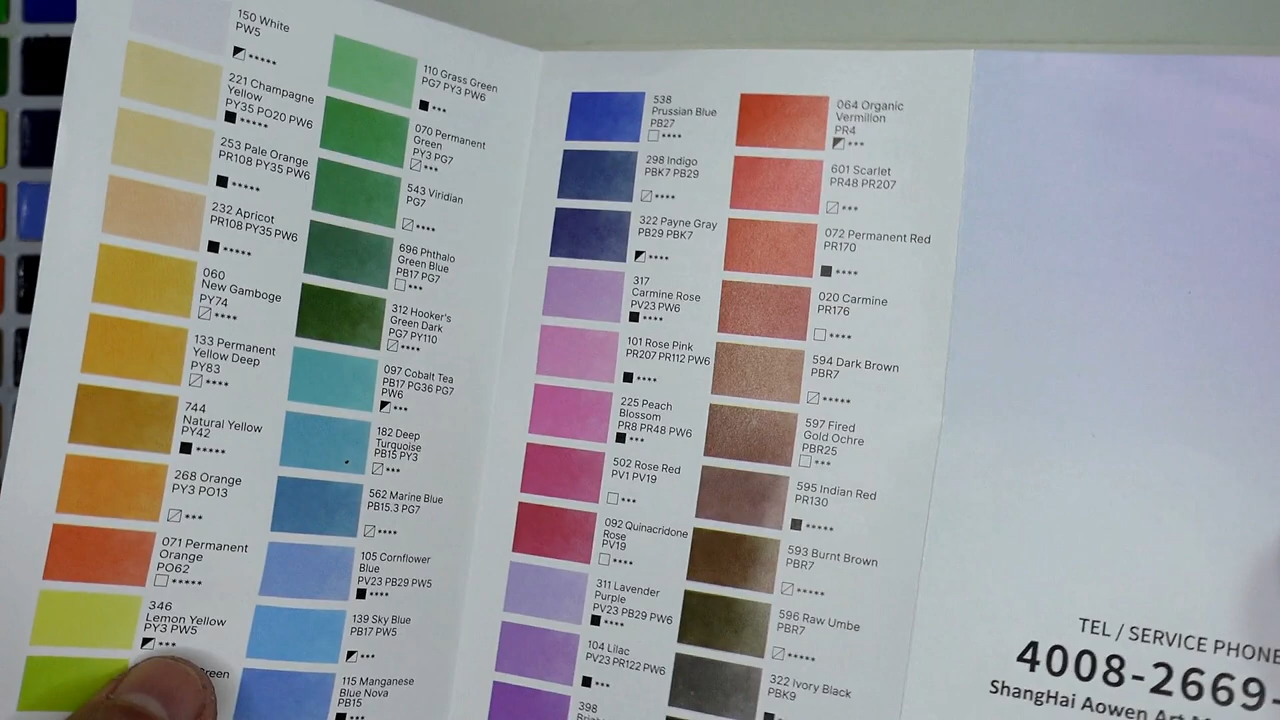 150 White
PW5
221 Champagne
Yellow
PY35 PO20 PW6
253 Pale Orange
PR108 PY35 PW6
232 Apricot
PR108 PY35 PW6
060
New Gamboge
PY74
133 Permanent
Yellow Deep
PY83
744
Natural Yellow
PY42
268 Orange
PY3 PO13
071 Permanent
Orange
PO62
346
Lemon Yellow
PY3 PW5
Green
110 Grass Green
PG7 PY3 PW6
070 Permanent
Green
PY3 PG7
543 Viridian
PG7
696 Phthalo
Green Blue
PB17 PG7
312 Hooker's
Green Dark
PG7 PY110
097 Cobalt Tea
PB17 PG36 PG7
PW6
182 Deep
Turquoise
PB15 PY3
562 Marine Blue
PB15.3 PG7
105 Cornflower
Blue
PV23 PB29 PW5
139 Sky Blue
PB17 PW5
115 Manganese
Blue Nova
PB15
538
Prussian Blue
PB27
298 Indigo
PBK7 PB29
322 Payne Gray
PB29 PBK7
317
Carmine Rose
PV23 PW6
101 Rose Pink
PR207 PR112 PW6
225 Peach
Blossom
PR8 PR48 PW6
502 Rose Red
PV1 PV19
092 Quinacridone
Rose
PV19
311 Lavender
Purple
PV23 PB29 PW6
104 Lilac
PV23 PR122 PW6
398
064 Organic
Vermilion
PR4
601 Scarlet
PR48 PR207
072 Permanent Red
PR170
020 Carmine
PR176
594 Dark Brown
PBR7
597 Fired
Gold Ochre
PBR25
595 Indian Red
PR130
593 Burnt Brown
PBR7
596 Raw Umbe
PBR7
322 Ivory Black
PBK9
TEL / SERVICE PHONE
4008-2669-
ShangHai Aowen Art